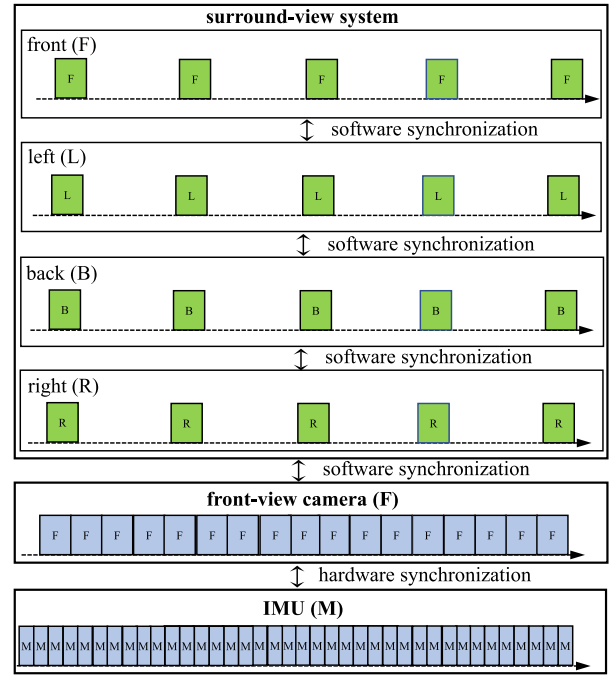 surround-view system
front (F)
F F F F F
software synchronization
left (L)
L L L L L
software synchronization
back (B)
B B B B B
software synchronization
right (R)
R R R R R
software synchronization
front-view camera (F)
F F F F F F F F F F F F F F F F F
hardware synchronization
IMU (M)
M M M M M M M M M M M M M M M M M M M M M M M M M M M M M M M M M M M M M M